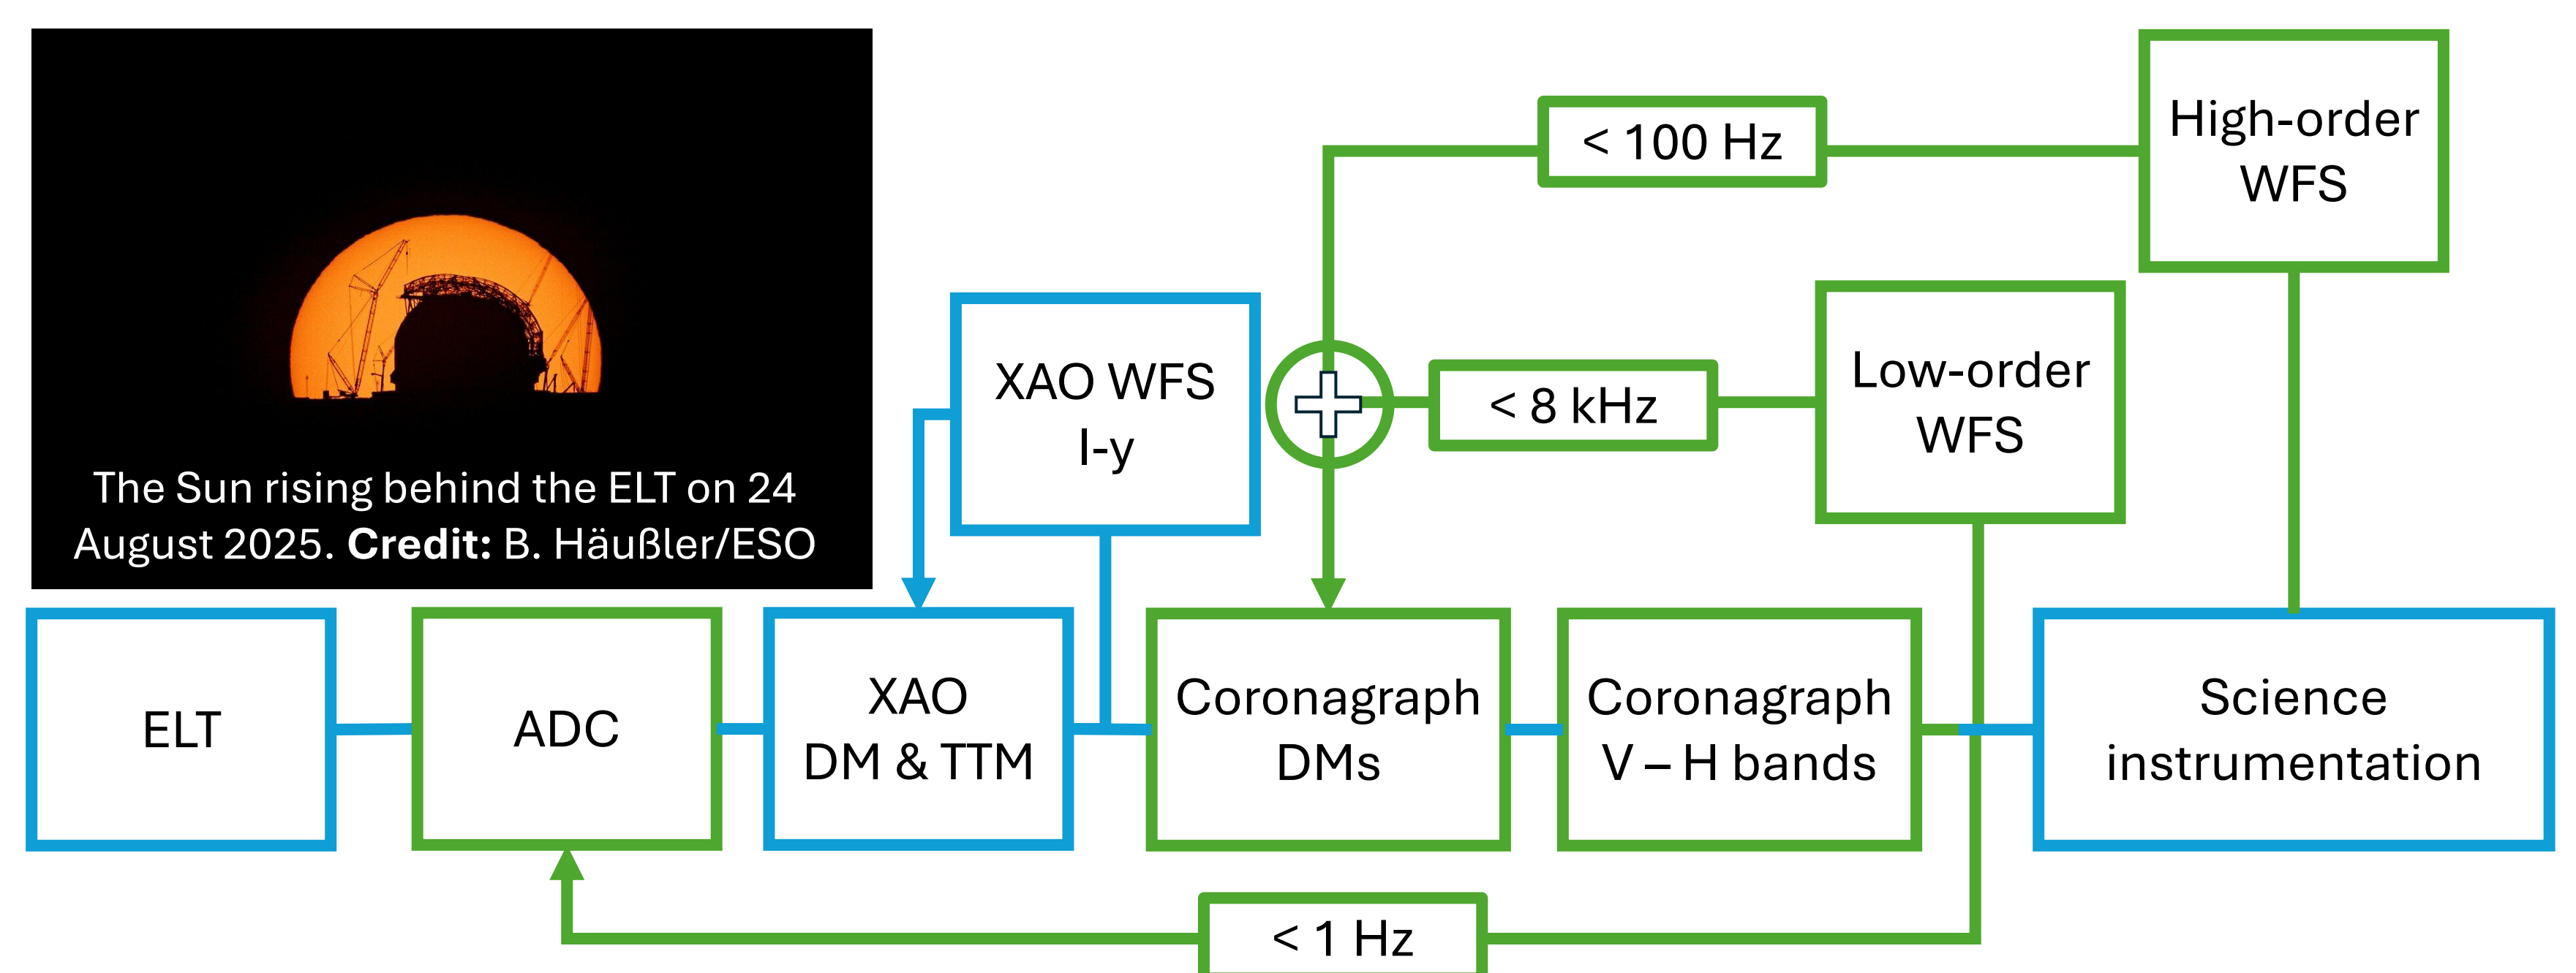 The Sun rising behind the ELT on 24
August 2025. Credit: B. Häußler/ESO
< 100 Hz
High-order
WFS
XAO WFS
I-y
< 8 kHz
Low-order
WFS
ELT
ADC
XAO
DM & TTM
Coronagraph
DMs
Coronagraph
V – H bands
Science
instrumentation
< 1 Hz